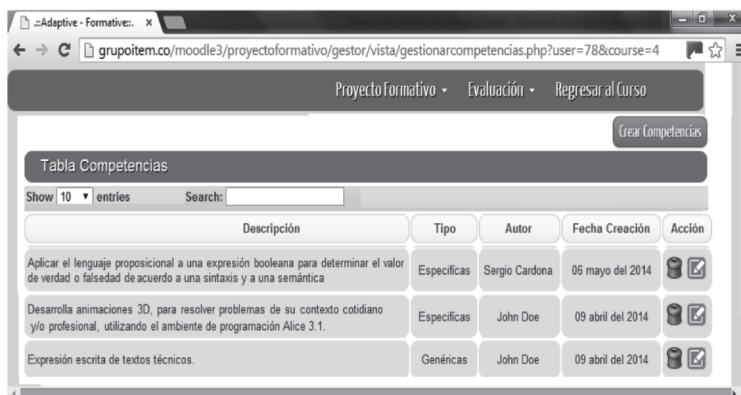 .::Adaptive - Formative::. x
grupoitem.co/moodle3/proyectoformativo/gestor/vista/gestionarcompetencias.php?user=78&course=4
Proyecto Formativo Evaluación Regresar al Curso
Crear Competencias
Tabla Competencias
Show 10 entries Search:
Descripción Tipo Autor Fecha Creación Acción
Aplicar el lenguaje proposicional a una expresión booleana para determinar el valor
de verdad o falsedad de acuerdo a una sintaxis y a una semántica
Especificas Sergio Cardona 06 mayo del 2014
Desarrolla animaciones 3D, para resolver problemas de su contexto cotidiano
y/o profesional, utilizando el ambiente de programación Alice 3.1.
Especificas John Doe 09 abril del 2014
Expresión escrita de textos técnicos. Genéricas John Doe 09 abril del 2014